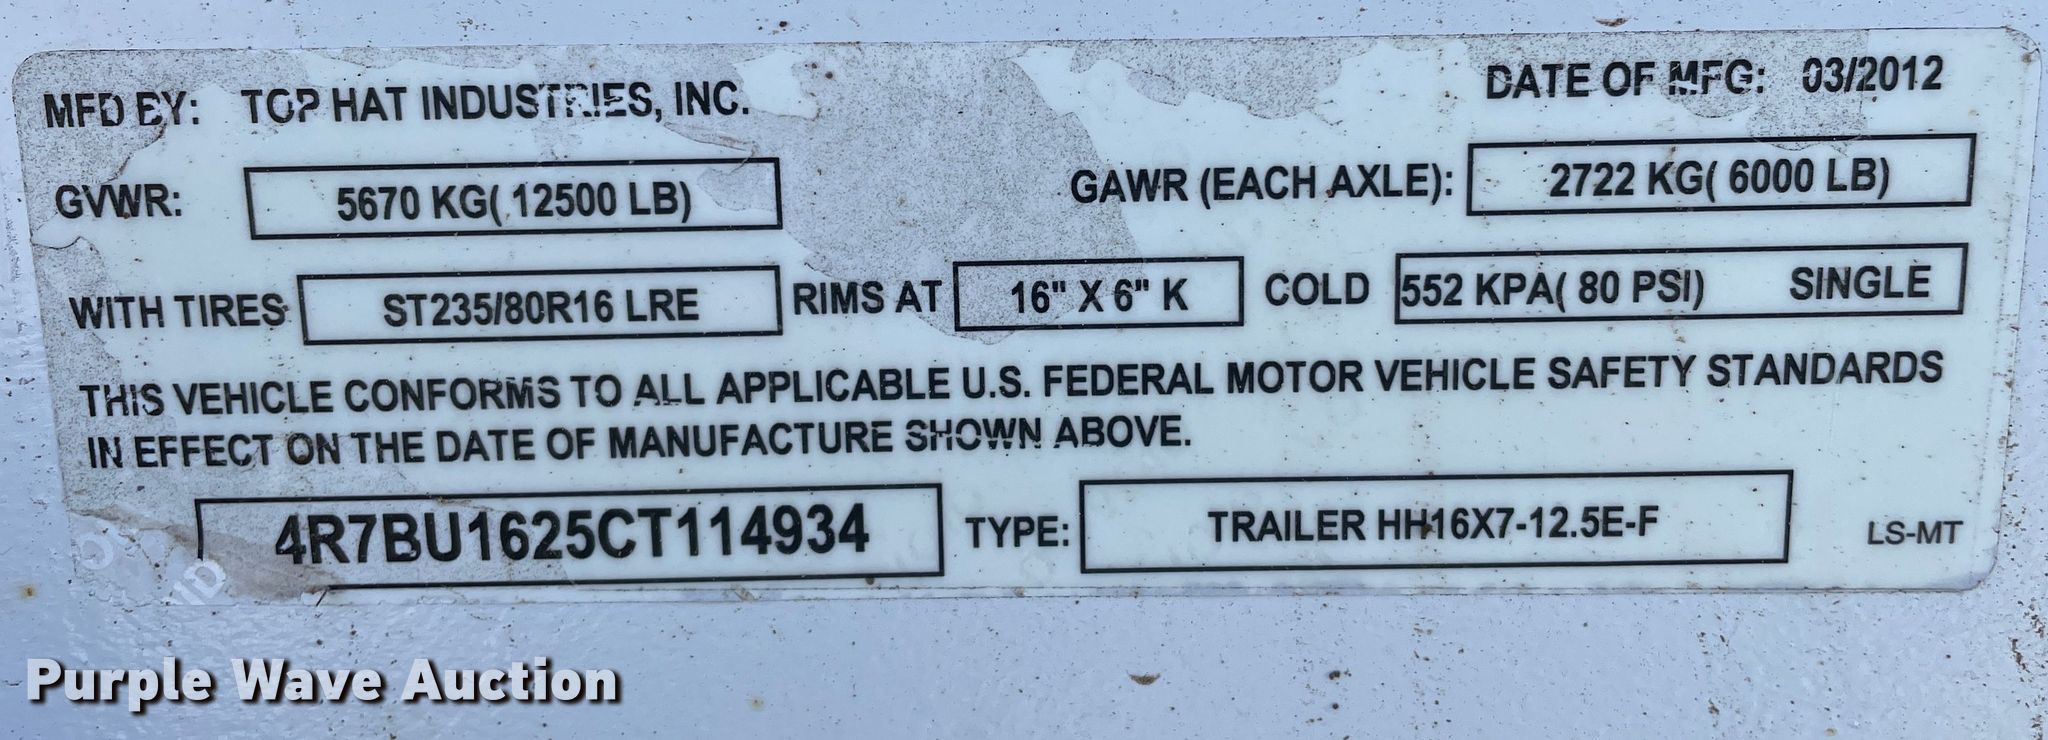 MFD BY: TOP HAT INDUSTRIES, INC. DATE OF MFG: 03/2012
GVWR: 5670 KG( 12500 LB) GAWR (EACH AXLE): 2722 KG( 6000 LB)
WITH TIRES ST235/80R16 LRE RIMS AT 16" X 6" K COLD 552 KPA( 80 PSI) SINGLE
THIS VEHICLE CONFORMS TO ALL APPLICABLE U.S. FEDERAL MOTOR VEHICLE SAFETY STANDARDS
IN EFFECT ON THE DATE OF MANUFACTURE SHOWN ABOVE.
4R7BU1625CT114934 TYPE: TRAILER HH16X7-12.5E-F LS-MT
Purple Wave Auction